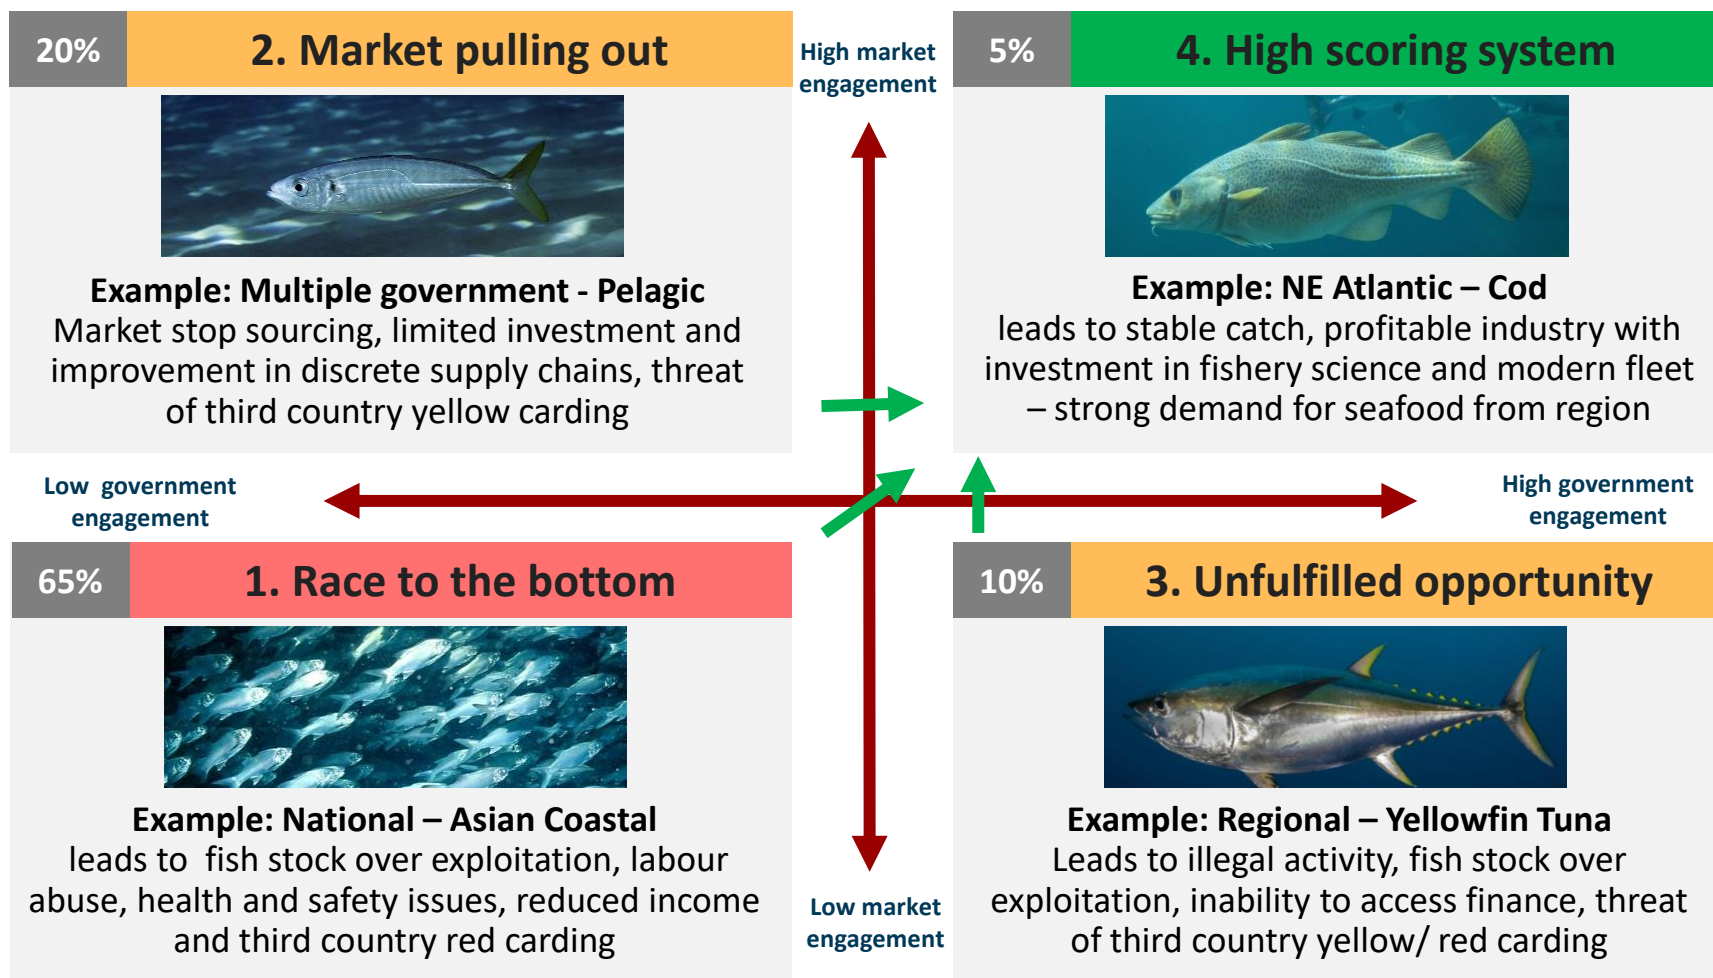 20%
2. Market pulling out
Example: Multiple government - Pelagic
Market stop sourcing, limited investment and
improvement in discrete supply chains, threat
of third country yellow carding
High market
engagement
5%
4. High scoring system
Example: NE Atlantic – Cod
leads to stable catch, profitable industry with
investment in fishery science and modern fleet
– strong demand for seafood from region
Low  government
engagement
High government
engagement
65%
1. Race to the bottom
Example: National – Asian Coastal
leads to  fish stock over exploitation, labour
abuse, health and safety issues, reduced income
and third country red carding
Low market
engagement
10%
3. Unfulfilled opportunity
Example: Regional – Yellowfin Tuna
Leads to illegal activity, fish stock over
exploitation, inability to access finance, threat
of third country yellow/ red carding